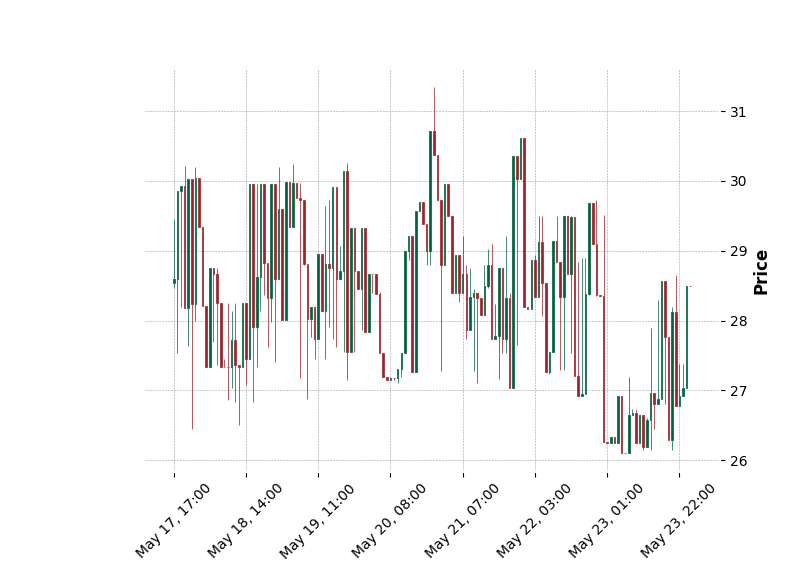 31
30
29
28
27
26
Price
May 17, 17:00
May 18, 14:00
May 19, 11:00
May 20, 08:00
May 21, 07:00
May 22, 03:00
May 23, 01:00
May 23, 22:00